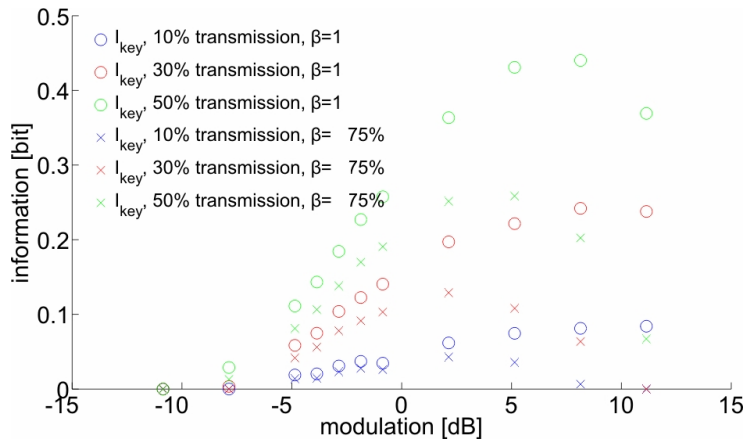 0.5
0.4
0.3
0.2
0.1
0
information [bit]
I_key, 10% transmission, β=1
I_key, 30% transmission, β=1
I_key, 50% transmission, β=1
I_key, 10% transmission, β= 75%
I_key, 30% transmission, β= 75%
I_key, 50% transmission, β= 75%
-15 -10 -5 0 5 10 15
modulation [dB]